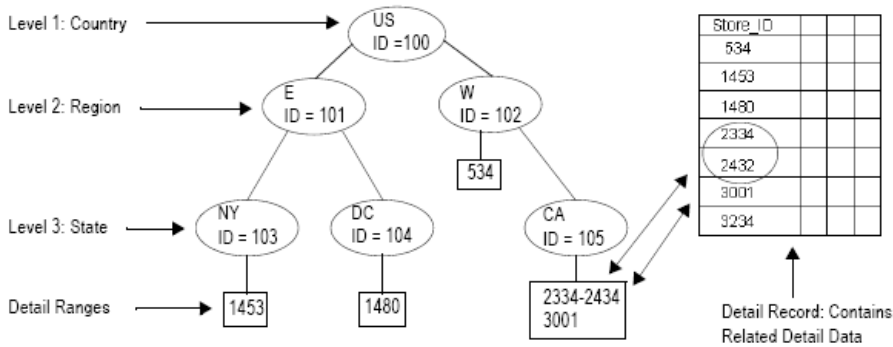 Level 1: Country
US
ID =100
Level 2: Region
E
ID = 101
W
ID = 102
534
Level 3: State
NY
ID = 103
DC
ID = 104
CA
ID = 105
Detail Ranges
1453
1480
2334-2434
3001
Store_ID
534
1453
1480
2334
2432
3001
3234
Detail Record: Contains
Related Detail Data